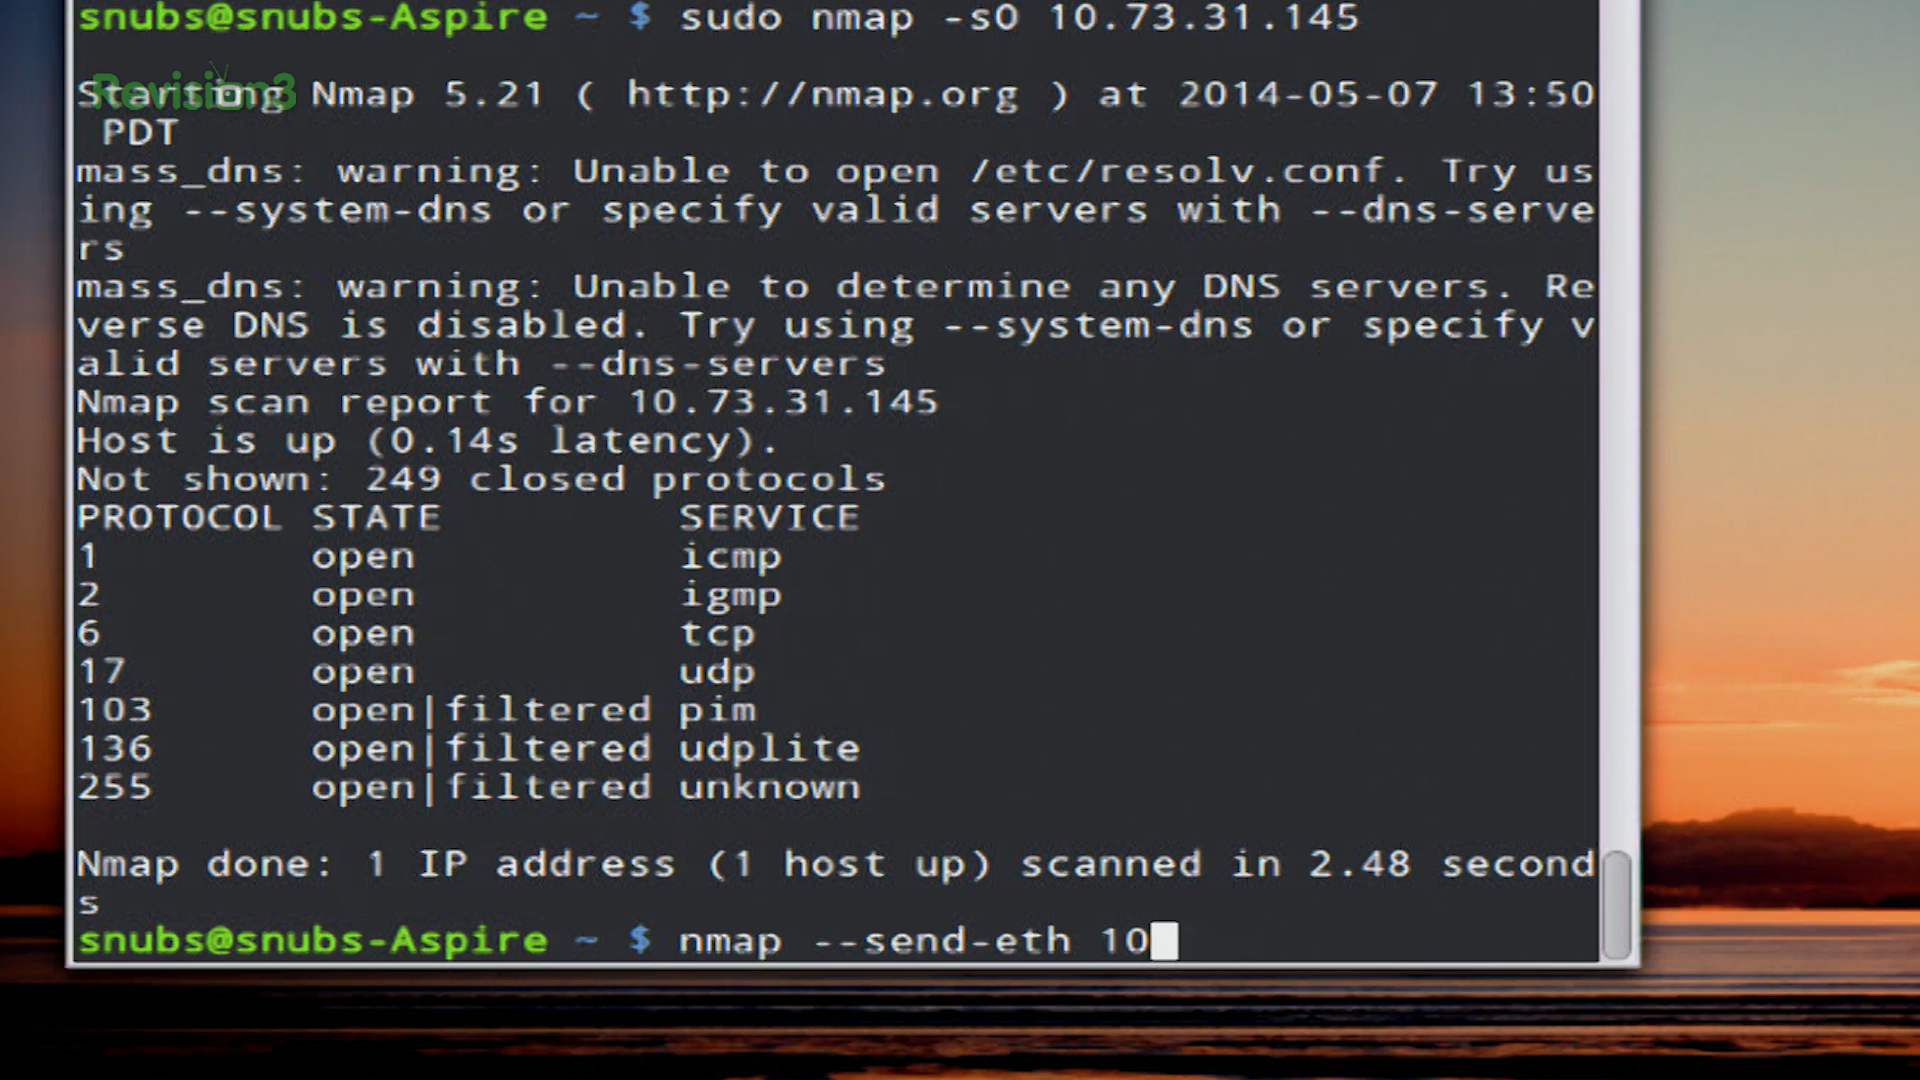 snubs@snubs-Aspire ~ $ sudo nmap -sO 10.73.31.145
Revision3
Starting Nmap 5.21 ( http://nmap.org ) at 2014-05-07 13:50
PDT
mass_dns: warning: Unable to open /etc/resolv.conf. Try us
ing --system-dns or specify valid servers with --dns-serve
rs
mass_dns: warning: Unable to determine any DNS servers. Re
verse DNS is disabled. Try using --system-dns or specify v
alid servers with --dns-servers
Nmap scan report for 10.73.31.145
Host is up (0.14s latency).
Not shown: 249 closed protocols
PROTOCOL STATE SERVICE
1 open icmp
2 open igmp
6 open tcp
17 open udp
103 open|filtered pim
136 open|filtered udplite
255 open|filtered unknown
Nmap done: 1 IP address (1 host up) scanned in 2.48 second
s
snubs@snubs-Aspire ~ $ nmap --send-eth 10